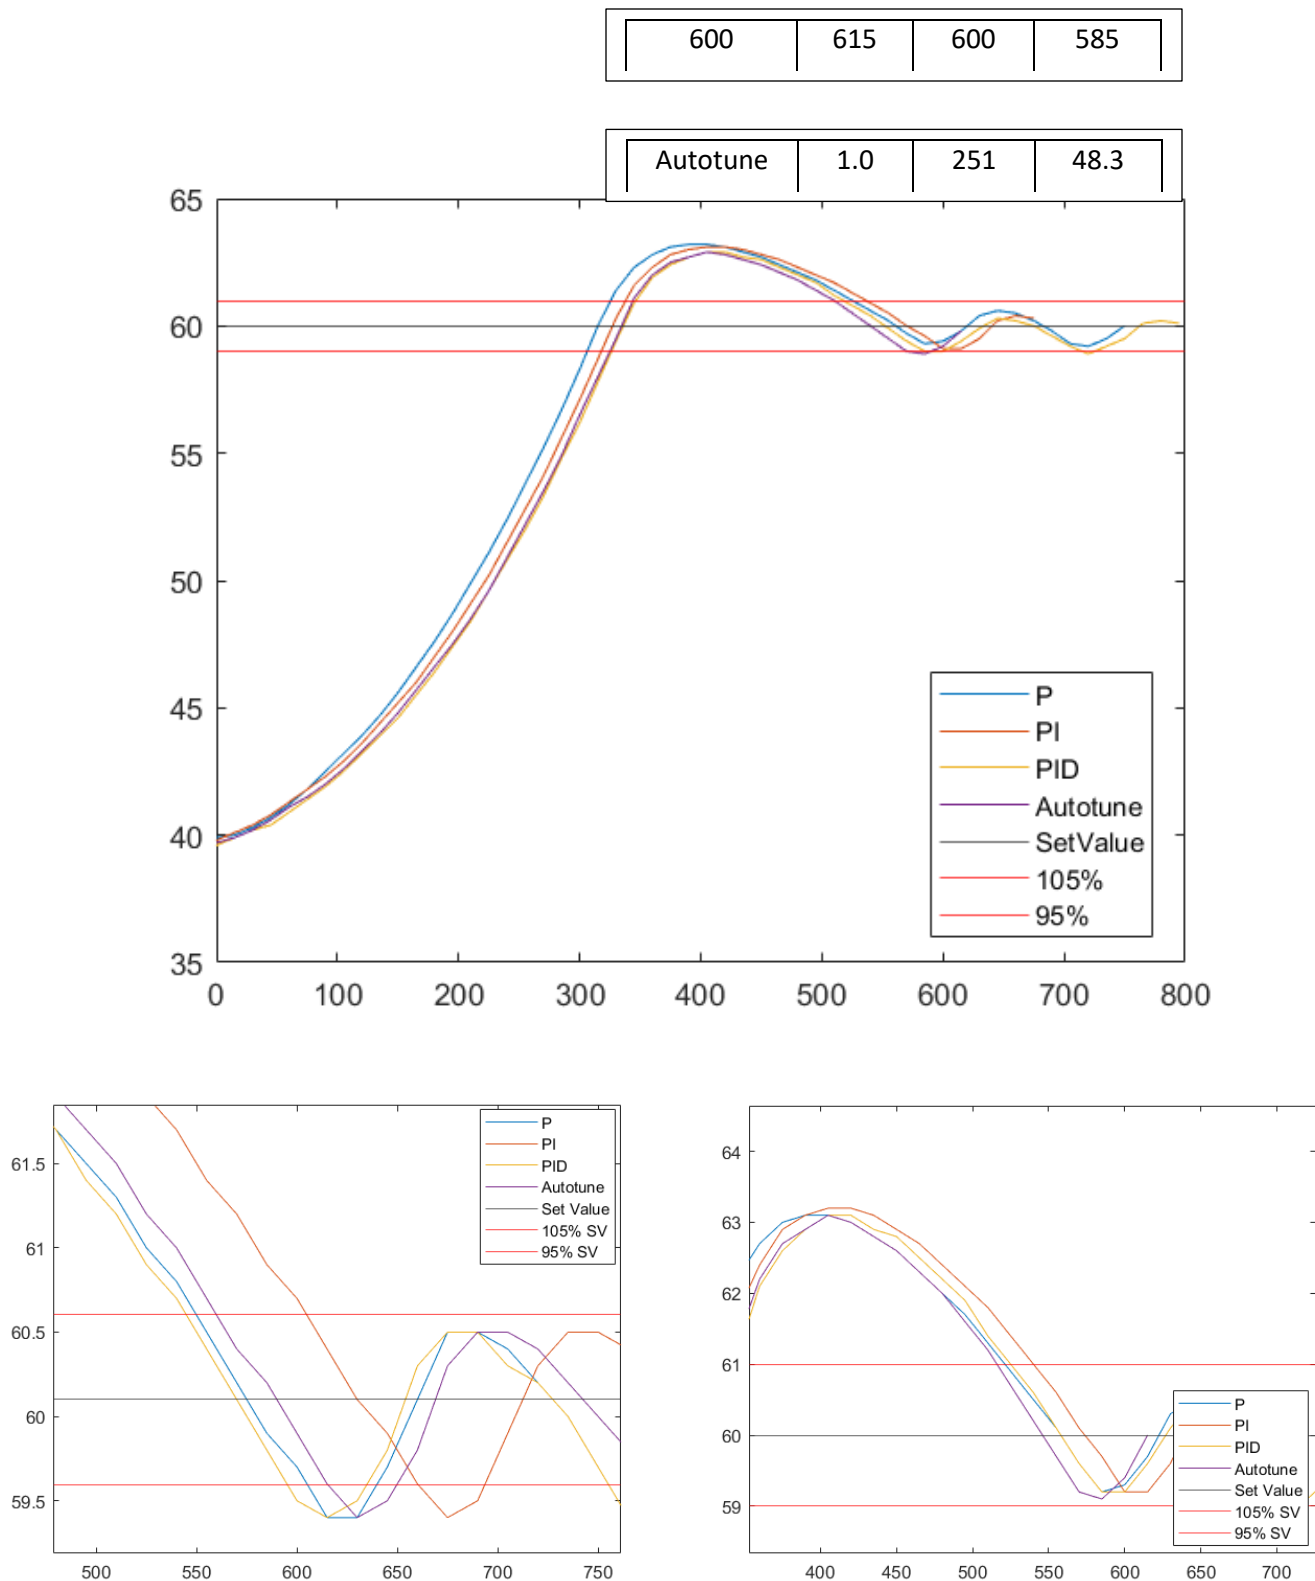 600 615 600 585
Autotune 1.0 251 48.3
65
60
55
50
45
40
35
P
PI
PID
Autotune
SetValue
105%
95%
0 100 200 300 400 500 600 700 800
61.5
61
60.5
60
59.5
P
PI
PID
Autotune
Set Value
105% SV
95% SV
500 550 600 650 700 750
64
63
62
61
60
59
P
PI
PID
Autotune
Set Value
105% SV
95% SV
400 450 500 550 600 650 700